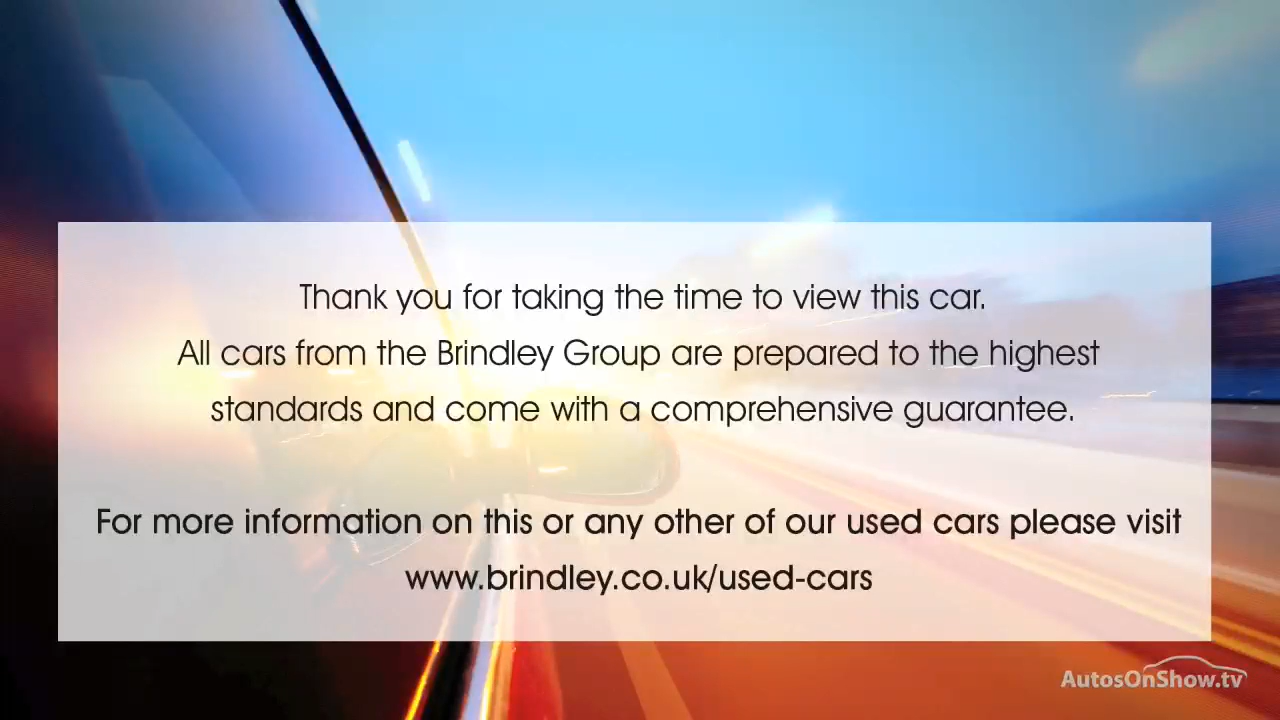 Thank you for taking the time to view this car.
All cars from the Brindley Group are prepared to the highest
standards and come with a comprehensive guarantee.
For more information on this or any other of our used cars please visit
www.brindley.co.uk/used-cars
AutosOnShow.tv